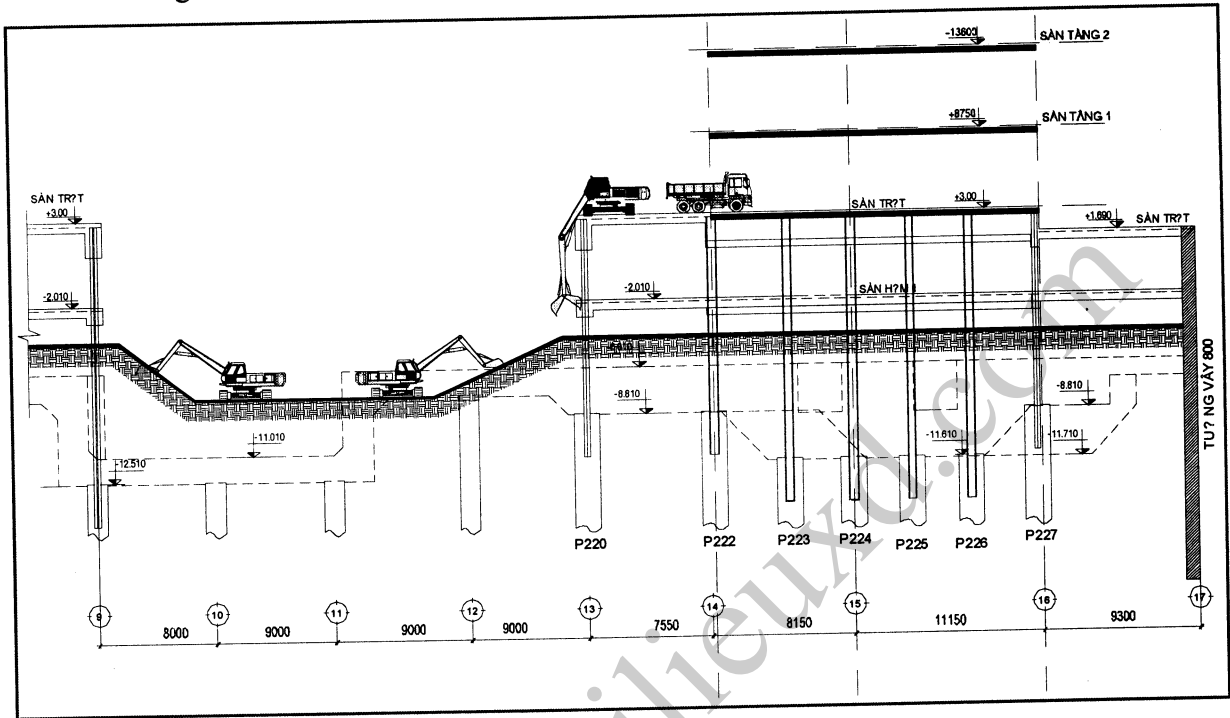 -13600
SÀN TẦNG 2
+8750
SÀN TẦNG 1
SÀN TR?T
+3.00
SÀN TR?T
+3.00
+1.690
SÀN TR?T
-2.010
-2.010
SÀN H?M 1
-8.810
-8.810
-11.010
-11.610
-11.710
-12.510
TU? NG VÂY 800
P220
P222
P223
P224
P225
P226
P227
9
10
11
12
13
14
15
16
17
8000
9000
9000
9000
7550
8150
11150
9300
ilieuxd.com